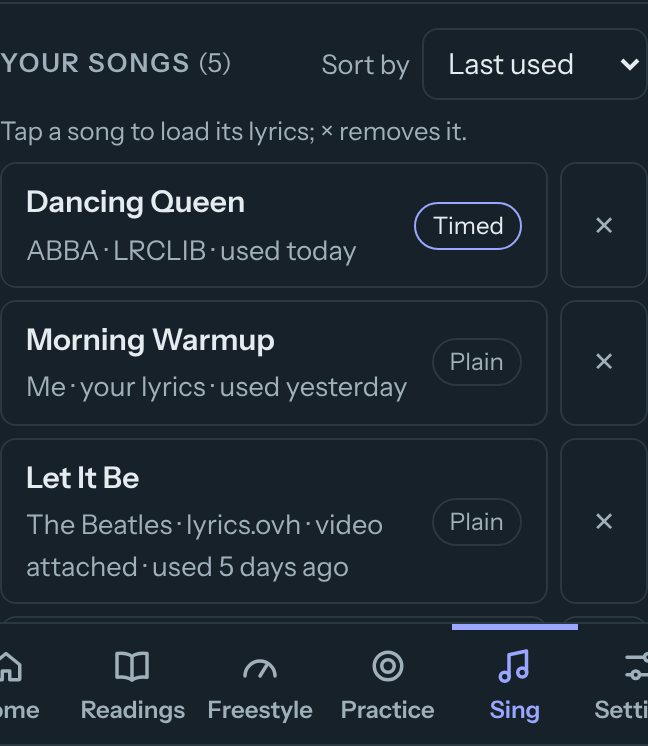 YOUR SONGS (5)
Sort by
Last used
Tap a song to load its lyrics; × removes it.
Dancing Queen
ABBA · LRCLIB · used today
Timed
×
Morning Warmup
Me · your lyrics · used yesterday
Plain
×
Let It Be
The Beatles · lyrics.ovh · video
attached · used 5 days ago
Plain
×
ome
Readings
Freestyle
Practice
Sing
Setti